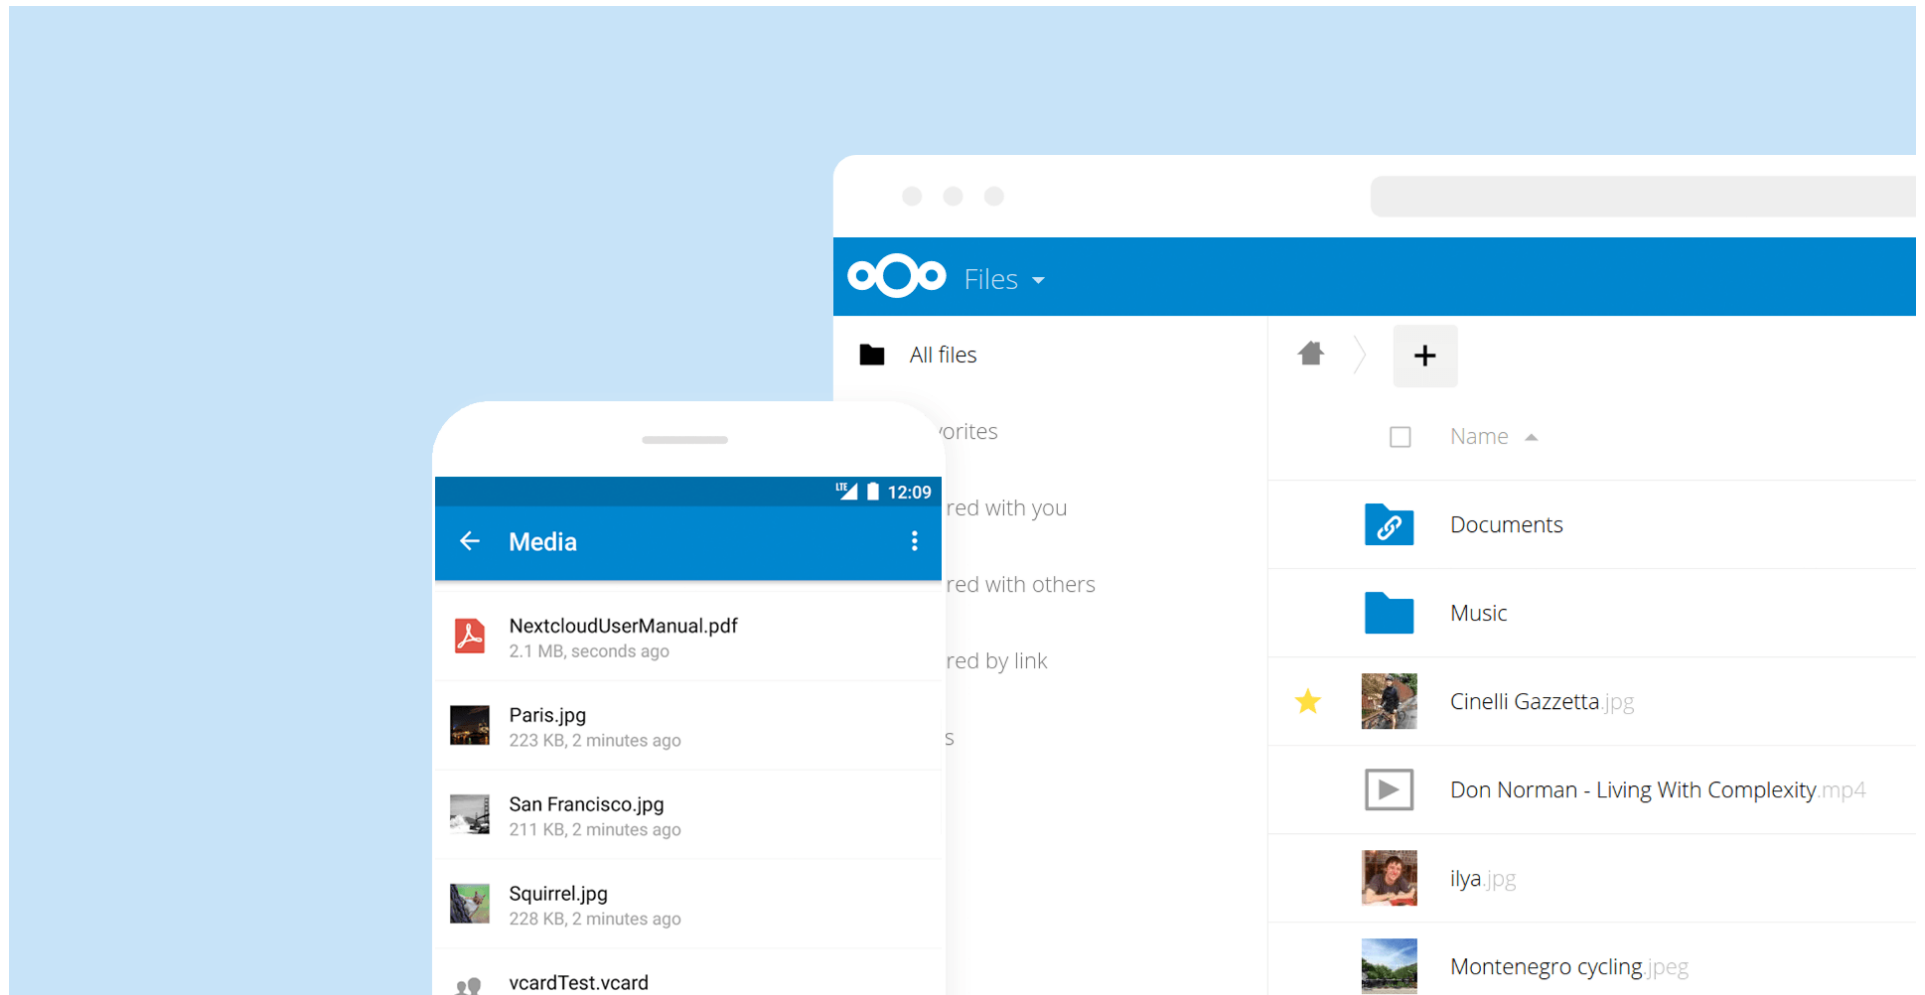 Files
All files
vorites
red with you
red with others
red by link
s
Name
Documents
Music
Cinelli Gazzetta.jpg
Don Norman - Living With Complexity.mp4
ilya.jpg
Montenegro cycling.jpeg
LTE 12:09
Media
NextcloudUserManual.pdf
2.1 MB, seconds ago
Paris.jpg
223 KB, 2 minutes ago
San Francisco.jpg
211 KB, 2 minutes ago
Squirrel.jpg
228 KB, 2 minutes ago
vcardTest.vcard